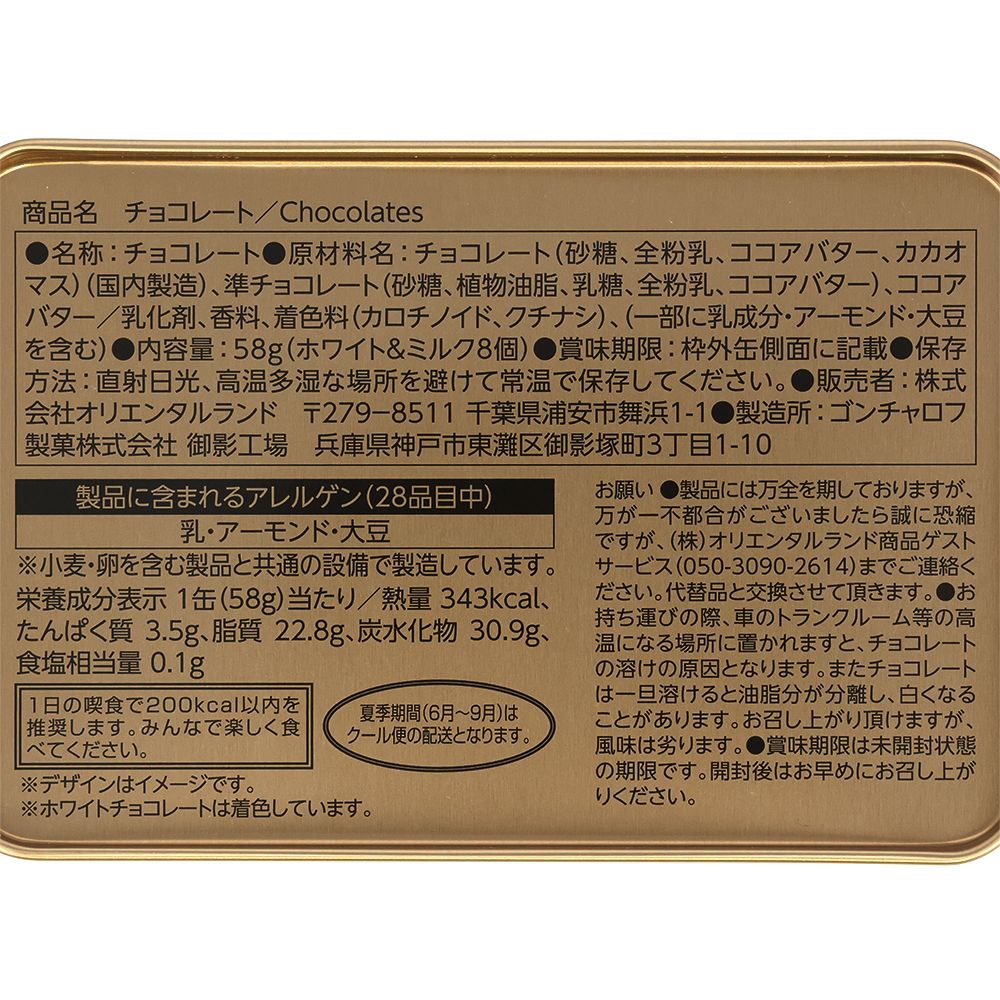 商品名 チョコレート／Chocolates
●名称：チョコレート●原材料名：チョコレート(砂糖、全粉乳、ココアバター、カカオ
マス)(国内製造)、準チョコレート(砂糖、植物油脂、乳糖、全粉乳、ココアバター)、ココア
バター／乳化剤、香料、着色料(カロチノイド、クチナシ)、(一部に乳成分・アーモンド・大豆
を含む)●内容量：58g(ホワイト&ミルク8個)●賞味期限：枠外缶側面に記載●保存
方法：直射日光、高温多湿な場所を避けて常温で保存してください。●販売者：株式
会社オリエンタルランド 〒279−8511 千葉県浦安市舞浜1-1●製造所：ゴンチャロフ
製菓株式会社 御影工場 兵庫県神戸市東灘区御影塚町3丁目1-10
製品に含まれるアレルゲン(28品目中)
乳・アーモンド・大豆
※小麦・卵を含む製品と共通の設備で製造しています。
栄養成分表示 1缶(58g)当たり／熱量 343kcal、
たんぱく質 3.5g、脂質 22.8g、炭水化物 30.9g、
食塩相当量 0.1g
1日の喫食で200kcal以内を
推奨します。みんなで楽しく食
べてください。
夏季期間(6月〜9月)は
クール便の配送となります。
※デザインはイメージです。
※ホワイトチョコレートは着色しています。
お願い ●製品には万全を期しておりますが、
万が一不都合がございましたら誠に恐縮
ですが、(株)オリエンタルランド商品ゲスト
サービス(050-3090-2614)までご連絡く
ださい。代替品と交換させて頂きます。●お
持ち運びの際、車のトランクルーム等の高
温になる場所に置かれますと、チョコレート
の溶けの原因となります。またチョコレート
は一旦溶けると油脂分が分離し、白くなる
ことがあります。お召し上がり頂けますが、
風味は劣ります。●賞味期限は未開封状態
の期限です。開封後はお早めにお召し上が
りください。